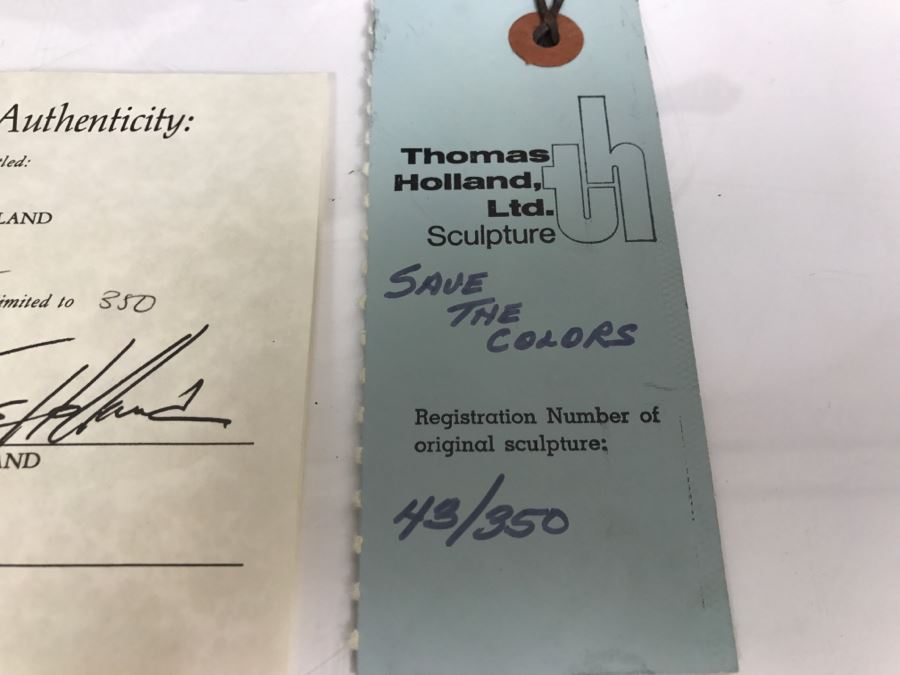 Authenticity:
LAND
imited to 350
Holland
AND
Thomas
Holland,
Ltd.
Sculpture
th
SAVE
THE
COLORS
Registration Number of
original sculpture:
43/350